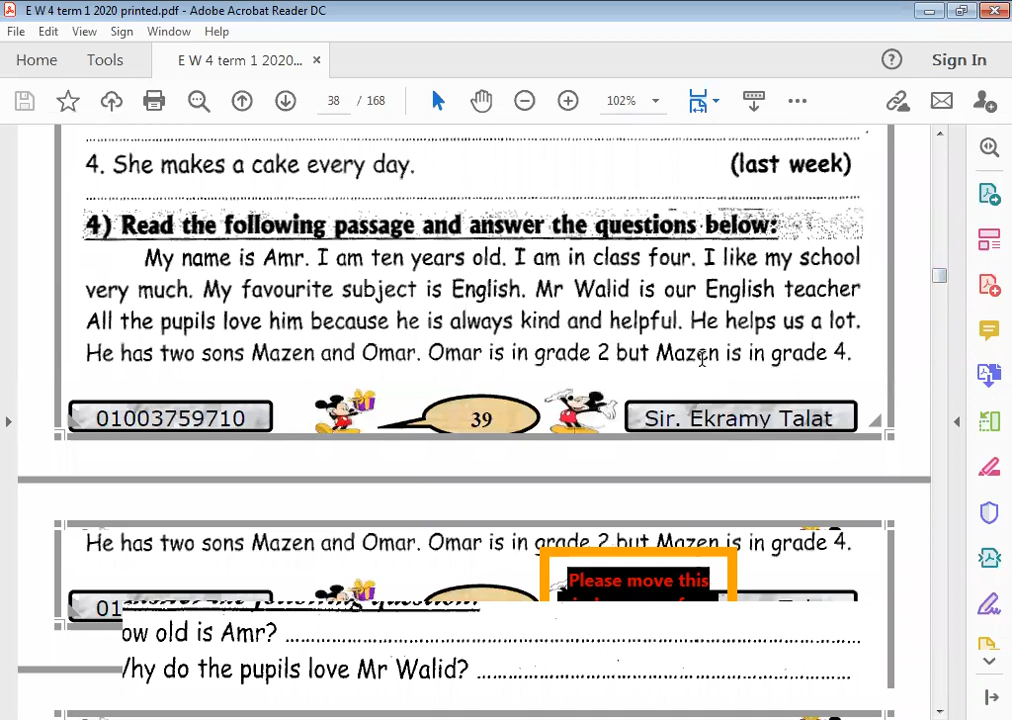 E W 4 term 1 2020 printed.pdf - Adobe Acrobat Reader DC
File Edit View Sign Window Help
Home Tools E W 4 term 1 2020... × Sign In
38 / 168 102%
4. She makes a cake every day. (last week)
4) Read the following passage and answer the questions below:
My name is Amr. I am ten years old. I am in class four. I like my school
very much. My favourite subject is English. Mr Walid is our English teacher
All the pupils love him because he is always kind and helpful. He helps us a lot.
He has two sons Mazen and Omar. Omar is in grade 2 but Mazen is in grade 4.
01003759710 39 Sir. Ekramy Talat
He has two sons Mazen and Omar. Omar is in grade 2 but Mazen is in grade 4.
Please move this
01
ow old is Amr?
hy do the pupils love Mr Walid?